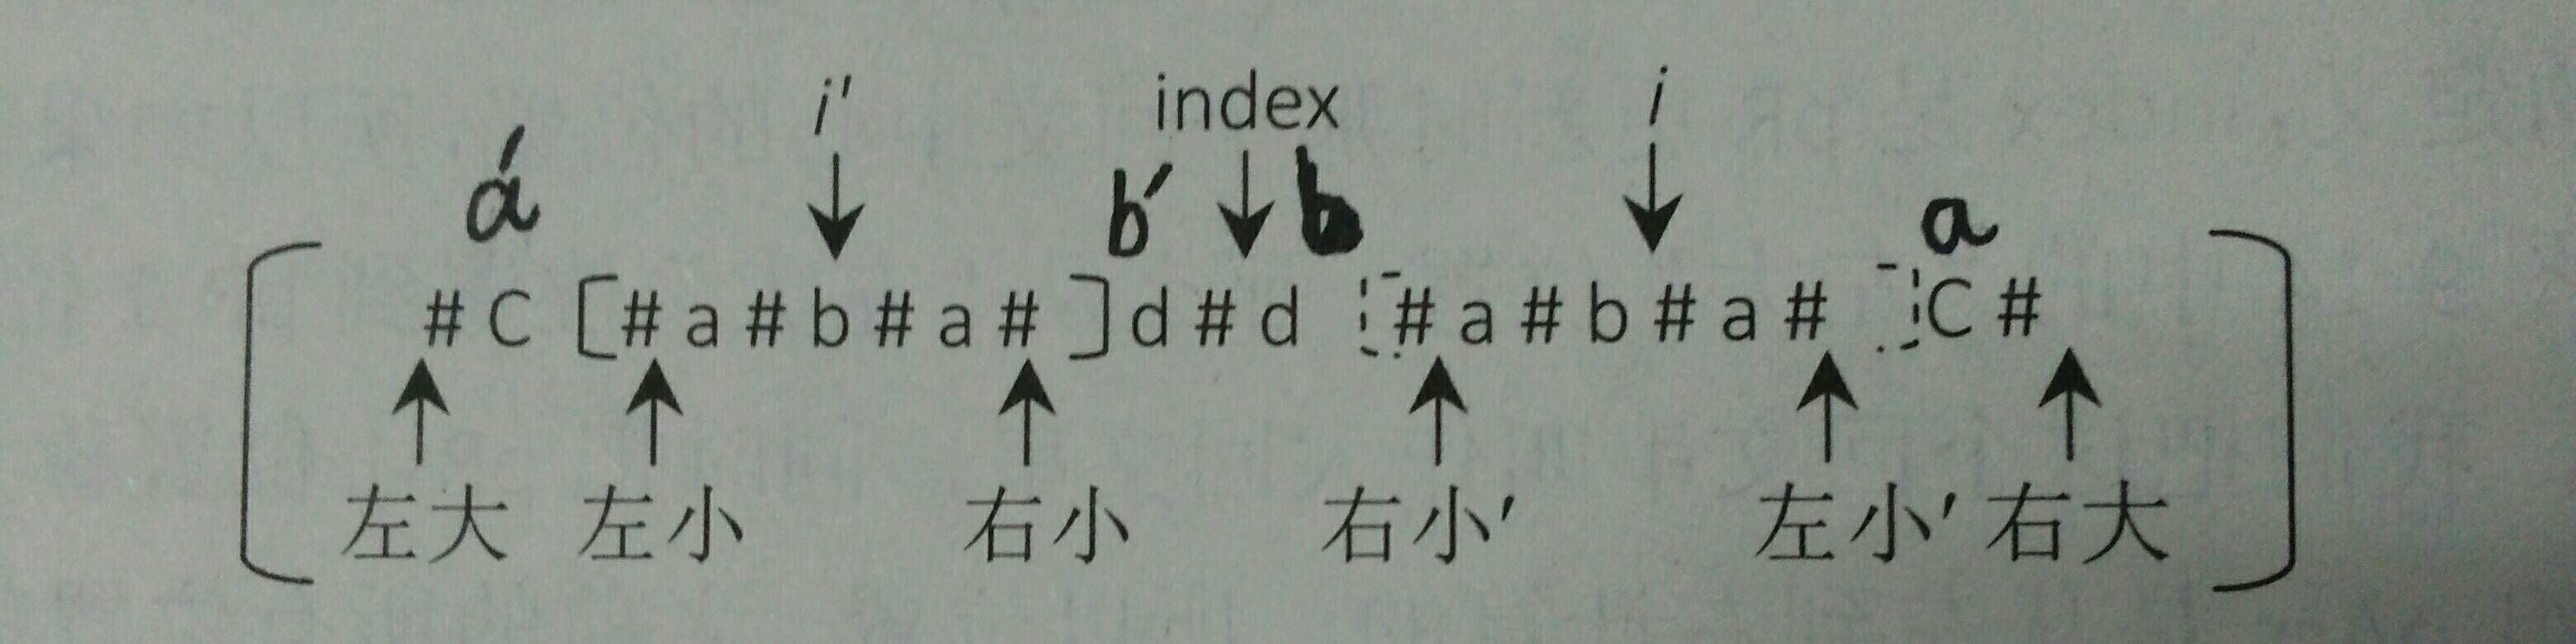 i' index i
a' b' b a
# C [ # a # b # a # ] d # d [ # a # b # a # ] C #
左大 左小 右小 右小' 左小' 右大